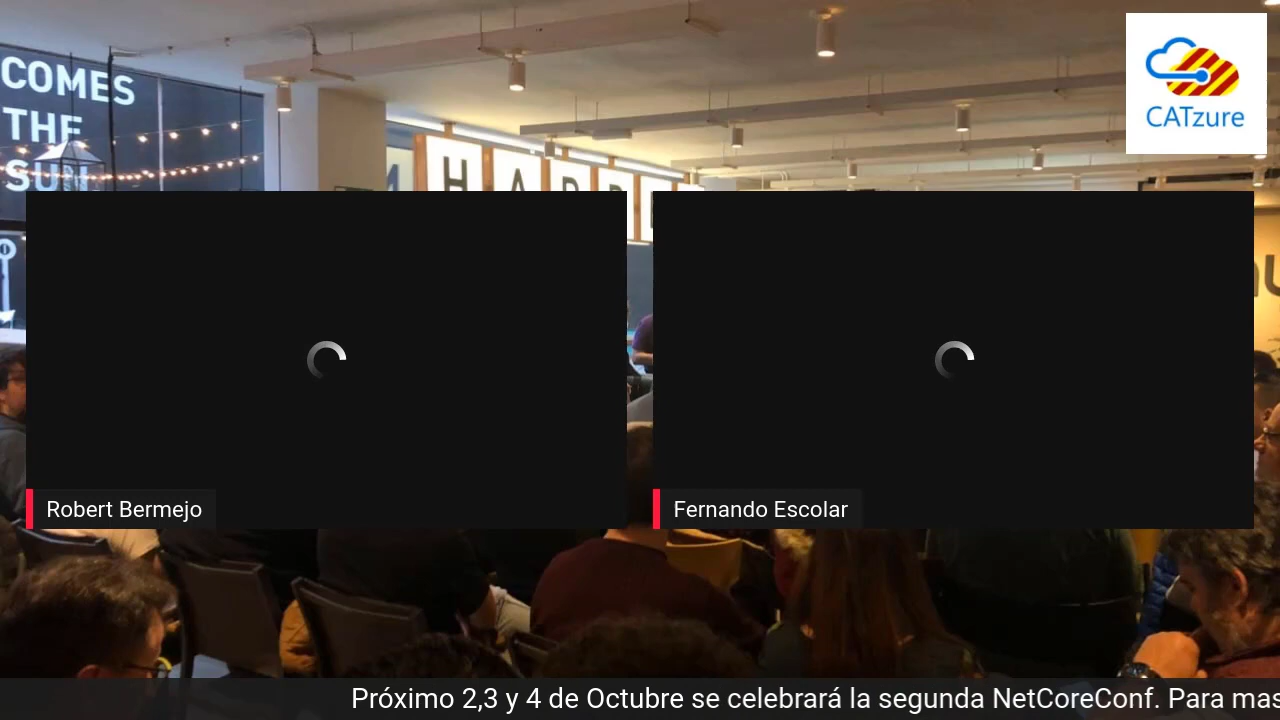 COMES
THE
SUN
CATzure
H A P P
Robert Bermejo
Fernando Escolar
Próximo 2,3 y 4 de Octubre se celebrará la segunda NetCoreConf. Para mas